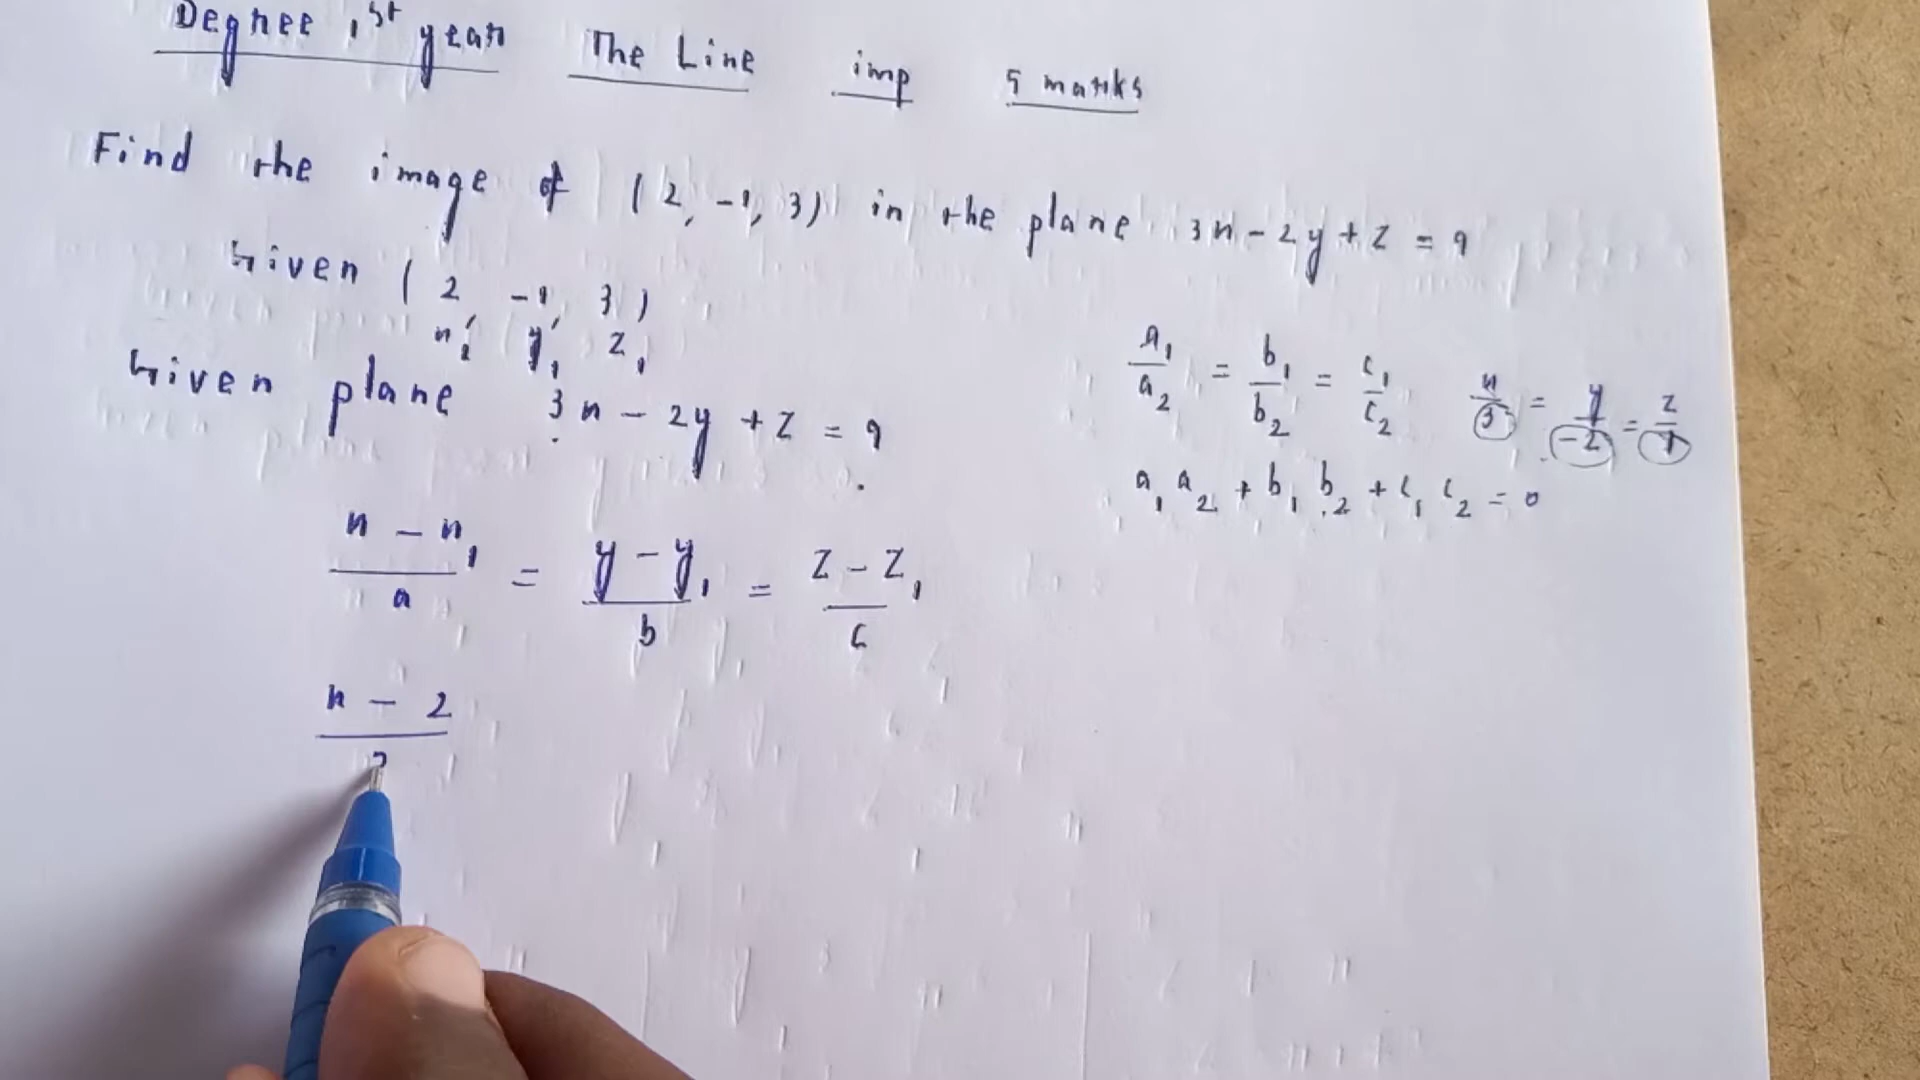 Degree 1st year The Line imp 5 marks
Find the image of (2, -1, 3) in the plane 3x - 2y + z = 9
Given (2, -1, 3)
x₁ y₁ z₁
Given plane 3x - 2y + z = 9
a₁/a₂ = b₁/b₂ = c₁/c₂ x/3 = y/-2 = z/1
a₁a₂ + b₁b₂ + c₁c₂ = 0
x - x₁/a = y - y₁/b = z - z₁/c
x - 2